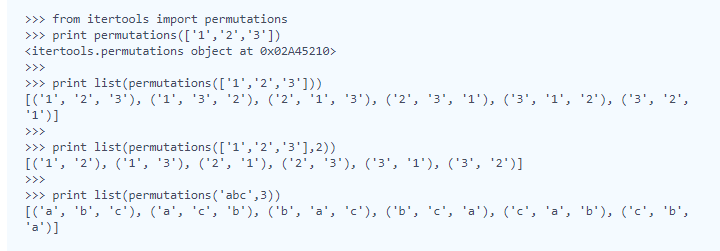 >>> from itertools import permutations
>>> print permutations(['1','2','3'])
<itertools.permutations object at 0x02A45210>
>>>
>>> print list(permutations(['1','2','3']))
[('1', '2', '3'), ('1', '3', '2'), ('2', '1', '3'), ('2', '3', '1'), ('3', '1', '2'), ('3', '2',
'1')]
>>>
>>> print list(permutations(['1','2','3'],2))
[('1', '2'), ('1', '3'), ('2', '1'), ('2', '3'), ('3', '1'), ('3', '2')]
>>>
>>> print list(permutations('abc',3))
[('a', 'b', 'c'), ('a', 'c', 'b'), ('b', 'a', 'c'), ('b', 'c', 'a'), ('c', 'a', 'b'), ('c', 'b',
'a')]